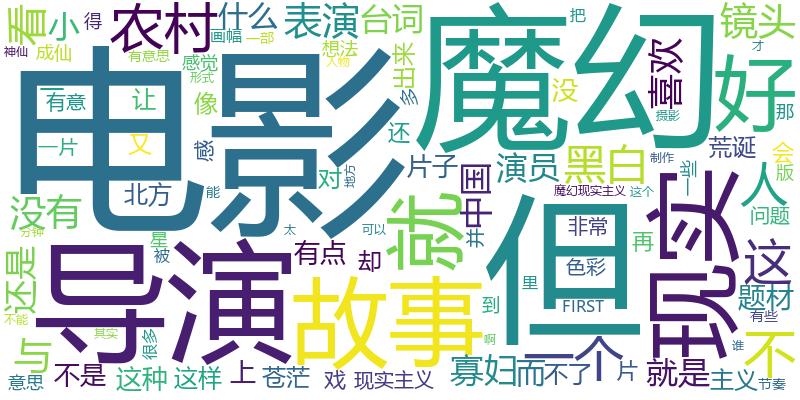 看
小
得
农村
什么
表演
台词
魔幻
把
镜头
神仙
成仙
画幅
一部
想法
喜欢
才
有意思
感觉
人物
形式
出来
没
好
那
一
有意
让
像
多
电影
摄影
一片
又
感
还
片子
演员
黑白
制作
荒诞
会
北方
对
地方
中国
魔幻现实主义
这个
一些
人
版
没有
能
就
但
现实
问题
星
被
太
可以
并
非常
再
这
分钟
还是
导演
有点
却
故事
里
色彩
题材
不能
与
其实
很多
到
FIRST
有些
啊
一个
谁
不
意思
不是
这种
这样
上
苍茫
戏
现实主义
寡妇
而
不了
片
就是
主义
节奏